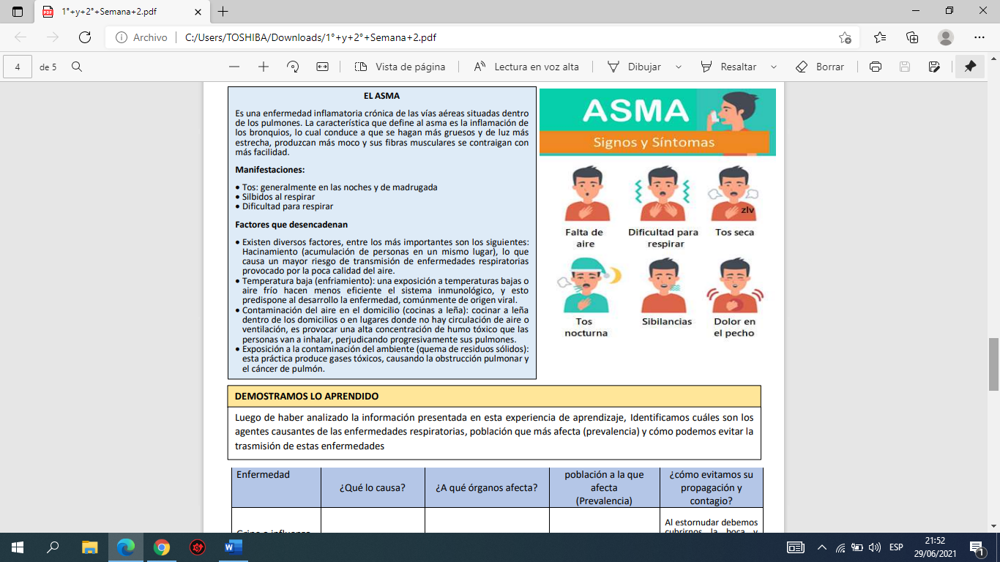 1°+y+2°+Semana+2.pdf
Archivo
C:/Users/TOSHIBA/Downloads/1°+y+2°+Semana+2.pdf
4
de 5
Vista de página
Lectura en voz alta
Dibujar
Resaltar
Borrar
EL ASMA
Es una enfermedad inflamatoria crónica de las vías aéreas situadas dentro
de los pulmones. La característica que define al asma es la inflamación de
los bronquios, lo cual conduce a que se hagan más gruesos y de luz más
estrecha, produzcan más moco y sus fibras musculares se contraigan con
más facilidad.
Manifestaciones:
• Tos: generalmente en las noches y de madrugada
• Silbidos al respirar
• Dificultad para respirar
Factores que desencadenan
• Existen diversos factores, entre los más importantes son los siguientes:
Hacinamiento (acumulación de personas en un mismo lugar), lo que
causa un mayor riesgo de transmisión de enfermedades respiratorias
provocado por la poca calidad del aire.
• Temperatura baja (enfriamiento): una exposición a temperaturas bajas o
aire frío hacen menos eficiente el sistema inmunológico, y esto
predispone al desarrollo la enfermedad, comúnmente de origen viral.
• Contaminación del aire en el domicilio (cocinas a leña): cocinar a leña
dentro de los domicilios o en lugares donde no hay circulación de aire o
ventilación, es provocar una alta concentración de humo tóxico que las
personas van a inhalar, perjudicando progresivamente sus pulmones.
• Exposición a la contaminación del ambiente (quema de residuos sólidos):
esta práctica produce gases tóxicos, causando la obstrucción pulmonar y
el cáncer de pulmón.
ASMA
Signos y Síntomas
zlv
Falta de
aire
Dificultad para
respirar
Tos seca
Tos
nocturna
Sibilancias
Dolor en
el pecho
DEMOSTRAMOS LO APRENDIDO
Luego de haber analizado la información presentada en esta experiencia de aprendizaje, Identificamos cuáles son los
agentes causantes de las enfermedades respiratorias, población que más afecta (prevalencia) y cómo podemos evitar la
trasmisión de estas enfermedades
Enfermedad
¿Qué lo causa?
¿A qué órganos afecta?
población a la que
afecta
(Prevalencia)
¿cómo evitamos su
propagación y
contagio?
Gripe o influenza
Al estornudar debemos
cubrirnos la boca y
ESP
21:52
29/06/2021
1